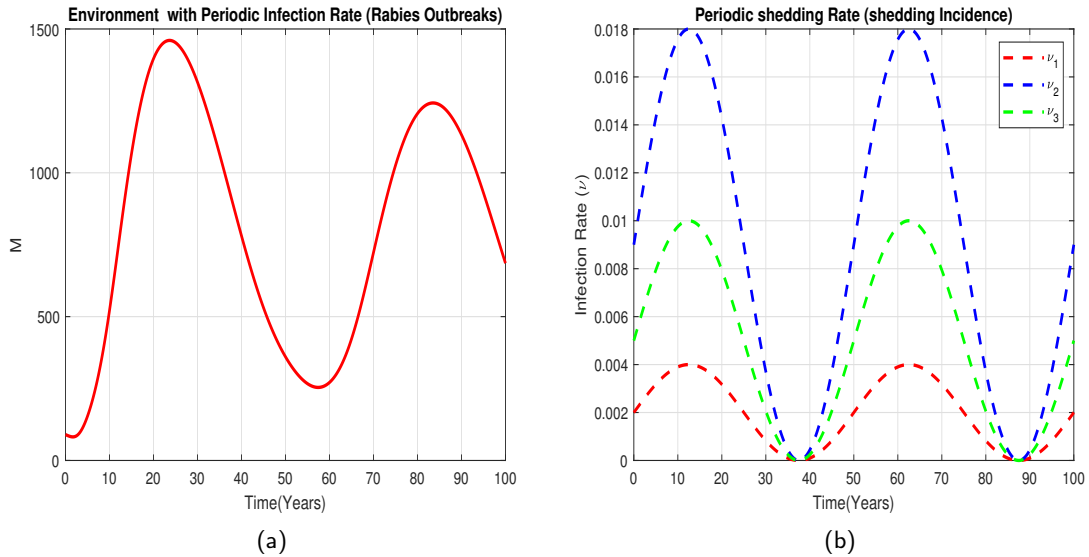 Environment  with Periodic Infection Rate (Rabies Outbreaks)
1500
1000
500
0
M
0 10 20 30 40 50 60 70 80 90 100
Time(Years)
(a)
Periodic shedding Rate (shedding Incidence)
0.018
0.016
0.014
0.012
0.01
0.008
0.006
0.004
0.002
0
Infection Rate (ν)
ν1
ν2
ν3
0 10 20 30 40 50 60 70 80 90 100
Time(Years)
(b)